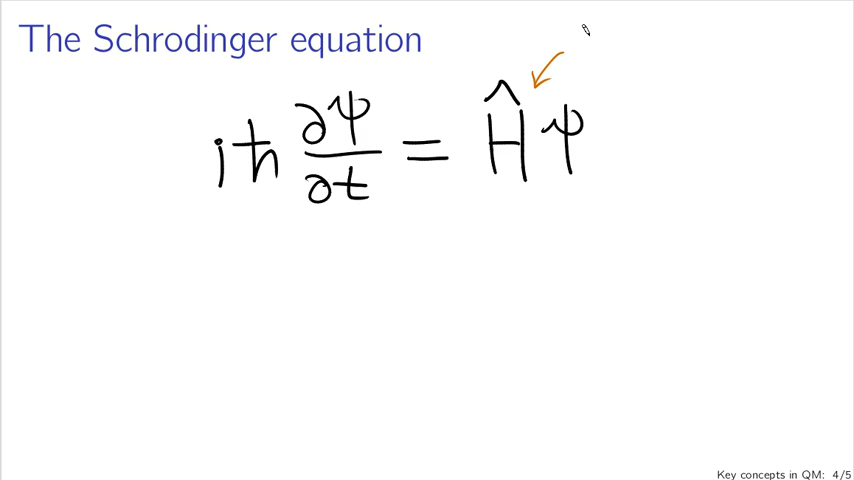 The Schrodinger equation
iħ ∂ψ/∂t = Ĥψ
Key concepts in QM: 4/5